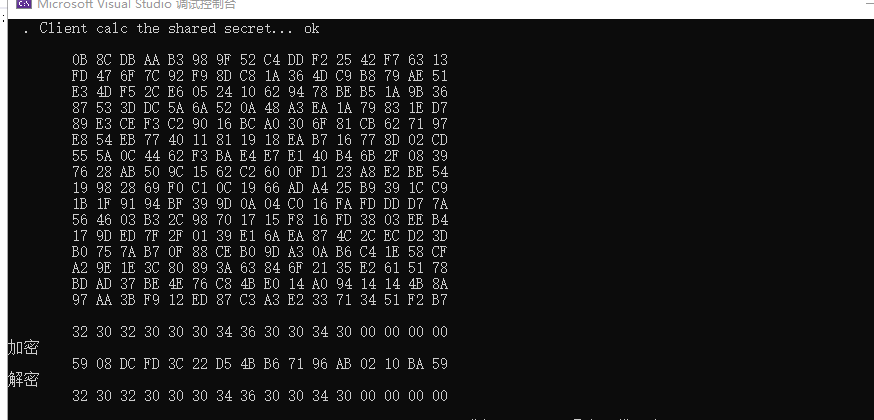 Microsoft Visual Studio 调试控制台
. Client calc the shared secret... ok
0B 8C DB AA B3 98 9F 52 C4 DD F2 25 42 F7 63 13
FD 47 6F 7C 92 F9 8D C8 1A 36 4D C9 B8 79 AE 51
E3 4D F5 2C E6 05 24 10 62 94 78 BE B5 1A 9B 36
87 53 3D DC 5A 6A 52 0A 48 A3 EA 1A 79 83 1E D7
89 E3 CE F3 C2 90 16 BC A0 30 6F 81 CB 62 71 97
E8 54 EB 77 40 11 81 19 18 EA B7 16 77 8D 02 CD
55 5A 0C 44 62 F3 BA E4 E7 E1 40 B4 6B 2F 08 39
76 28 AB 50 9C 15 62 C2 60 0F D1 23 A8 E2 BE 54
19 98 28 69 F0 C1 0C 19 66 AD A4 25 B9 39 1C C9
1B 1F 91 94 BF 39 9D 0A 04 C0 16 FA FD DD D7 7A
56 46 03 B3 2C 98 70 17 15 F8 16 FD 38 03 EE B4
17 9D ED 7F 2F 01 39 E1 6A EA 87 4C 2C EC D2 3D
B0 75 7A B7 0F 88 CE B0 9D A3 0A B6 C4 1E 58 CF
A2 9E 1E 3C 80 89 3A 63 84 6F 21 35 E2 61 51 78
BD AD 37 BE 4E 76 C8 4B E0 14 A0 94 14 14 4B 8A
97 AA 3B F9 12 ED 87 C3 A3 E2 33 71 34 51 F2 B7
32 30 32 30 30 30 34 36 30 30 34 30 00 00 00 00
加密
59 08 DC FD 3C 22 D5 4B B6 71 96 AB 02 10 BA 59
解密
32 30 32 30 30 30 34 36 30 30 34 30 00 00 00 00